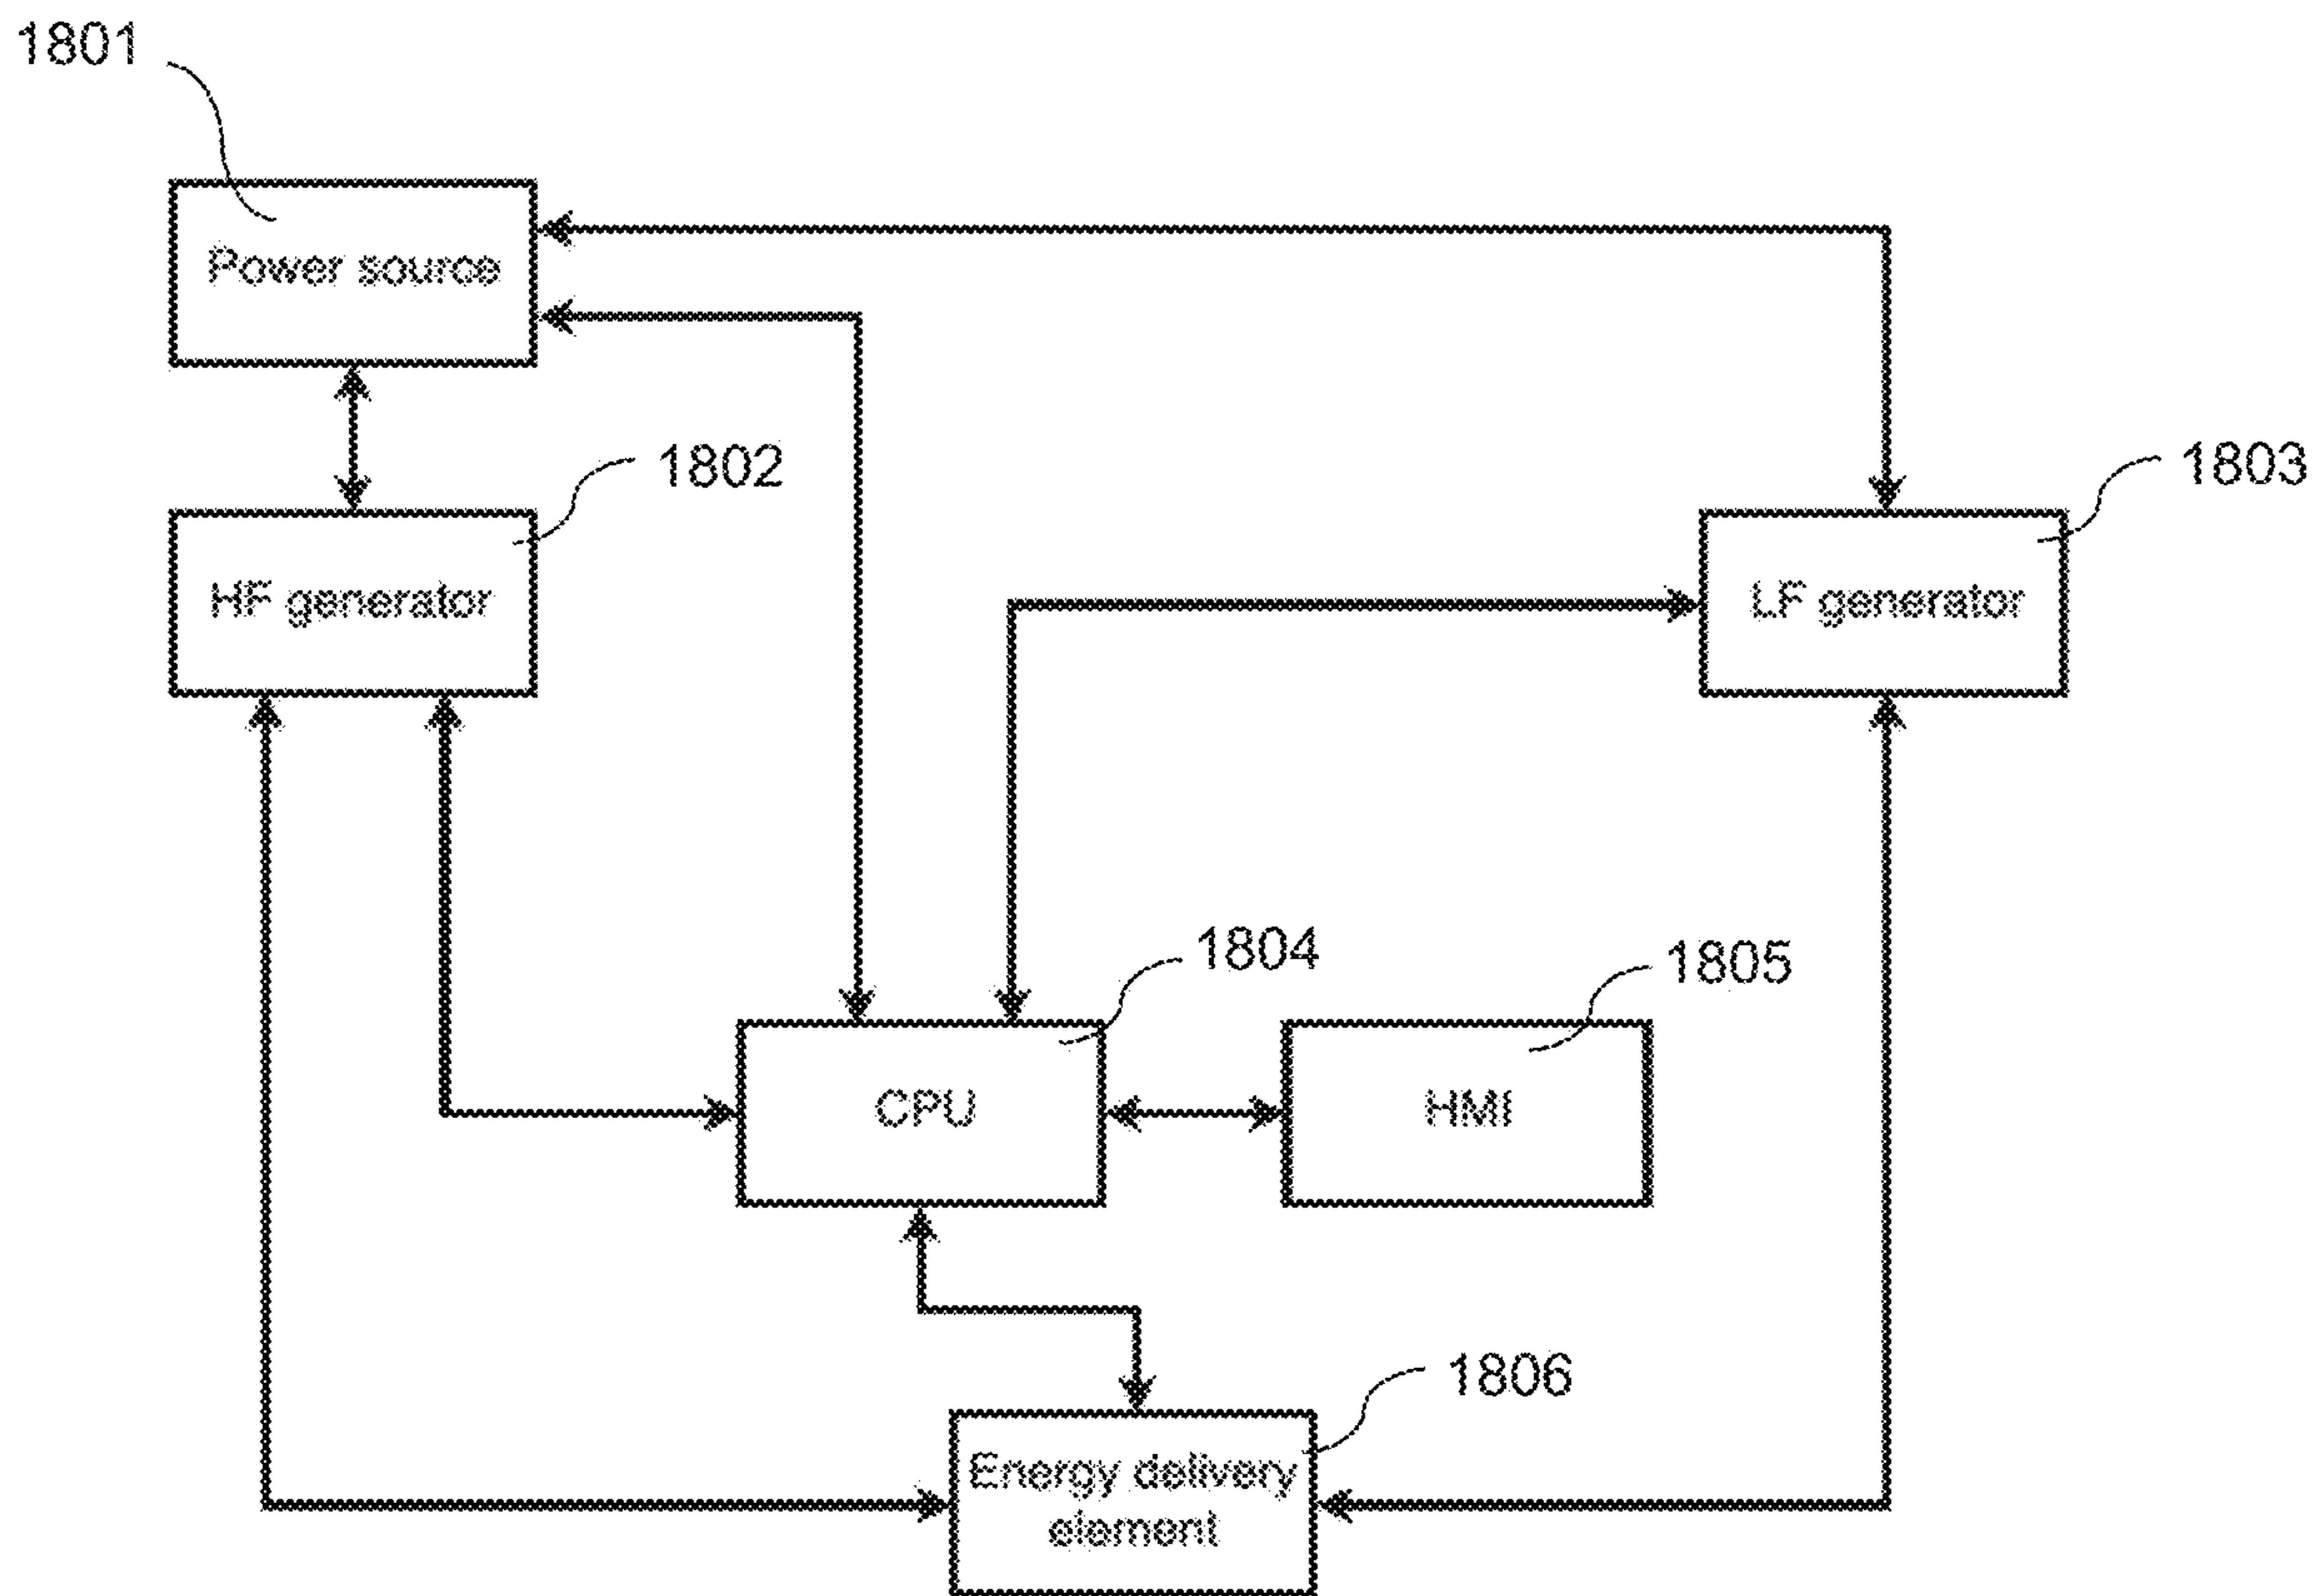 1801
Power source
1802
HF generator
1803
LF generator
1804
CPU
1805
HMI
1806
Energy delivery
element